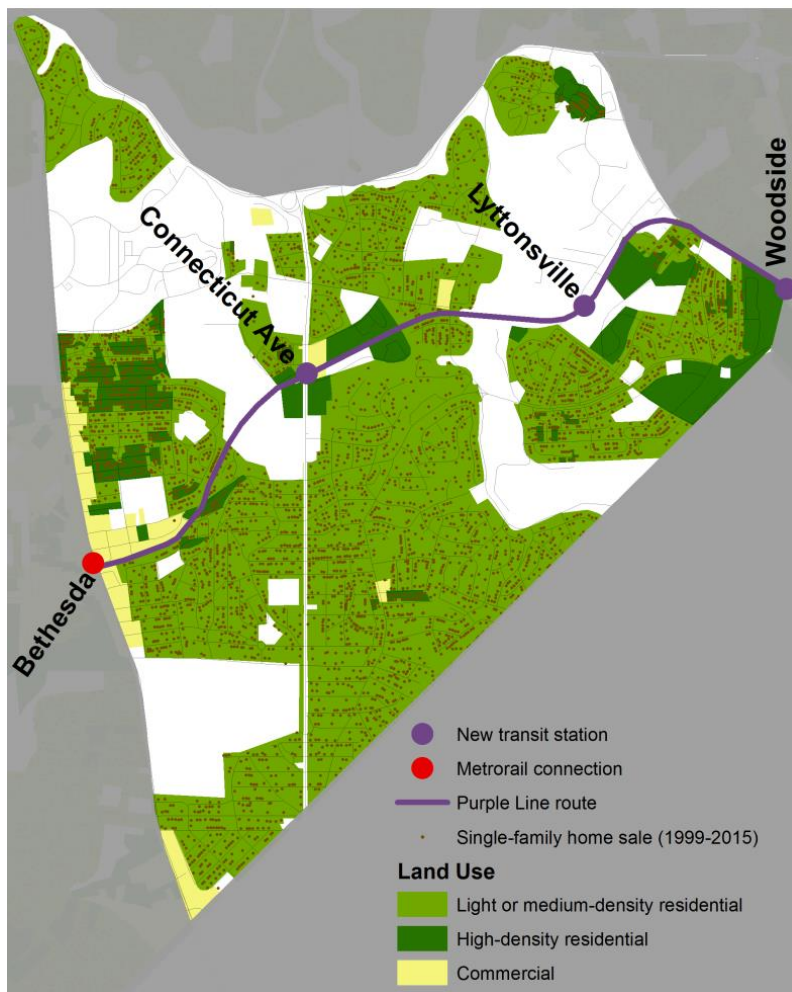 Woodside
Lyttonsville
Connecticut Ave
Bethesda
New transit station
Metrorail connection
Purple Line route
Single-family home sale (1999-2015)
Land Use
Light or medium-density residential
High-density residential
Commercial